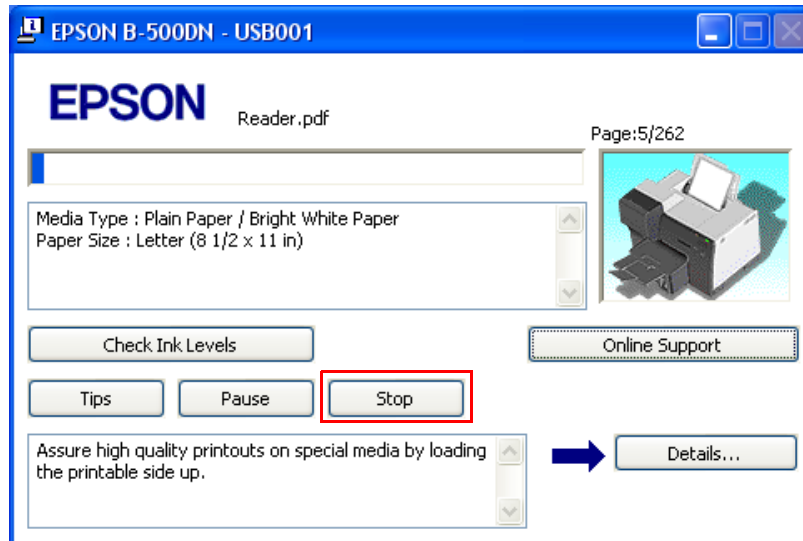 EPSON B-500DN - USB001
EPSON
Reader.pdf
Page:5/262
Media Type : Plain Paper / Bright White Paper
Paper Size : Letter (8 1/2 x 11 in)
Check Ink Levels
Online Support
Tips
Pause
Stop
Assure high quality printouts on special media by loading
the printable side up.
Details...